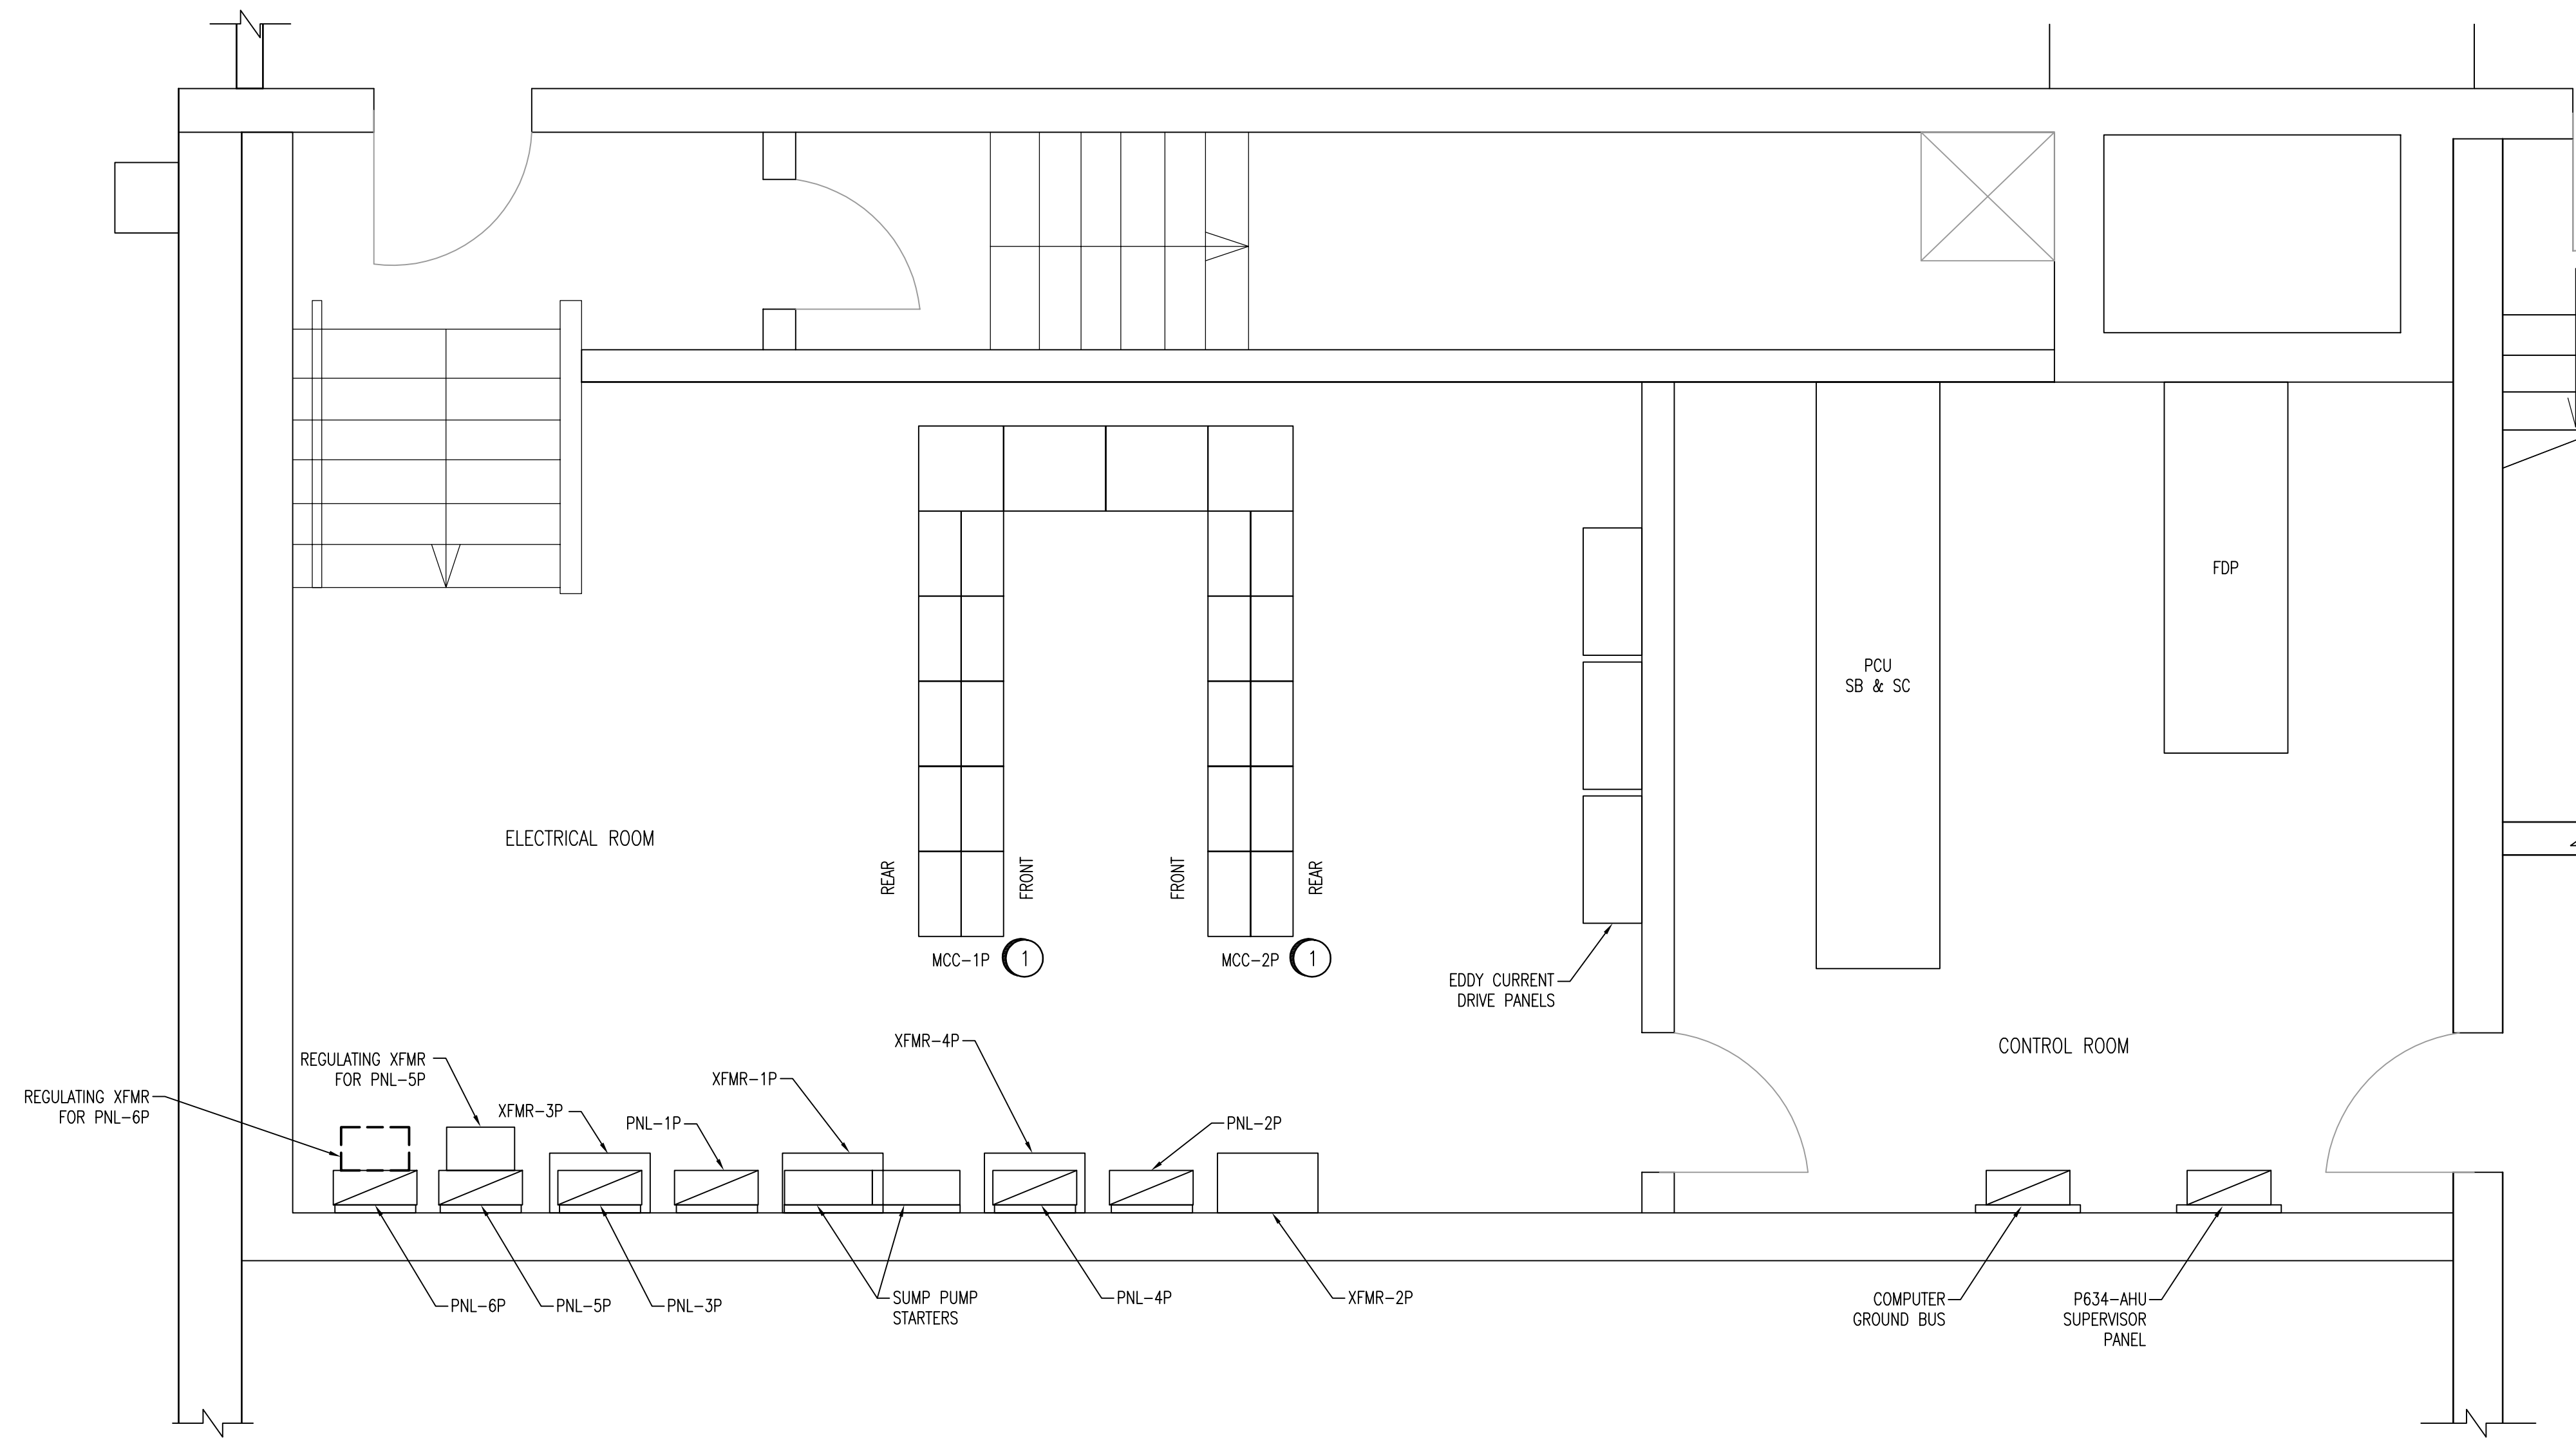 FDP
PCU
SB & SC
ELECTRICAL ROOM
REAR
FRONT
FRONT
REAR
MCC-1P
1
MCC-2P
1
EDDY CURRENT
DRIVE PANELS
CONTROL ROOM
XFMR-4P
REGULATING XFMR
FOR PNL-5P
XFMR-1P
REGULATING XFMR
FOR PNL-6P
XFMR-3P
PNL-1P
PNL-2P
PNL-6P
PNL-5P
PNL-3P
SUMP PUMP
STARTERS
PNL-4P
XFMR-2P
COMPUTER
GROUND BUS
P634-AHU
SUPERVISOR
PANEL